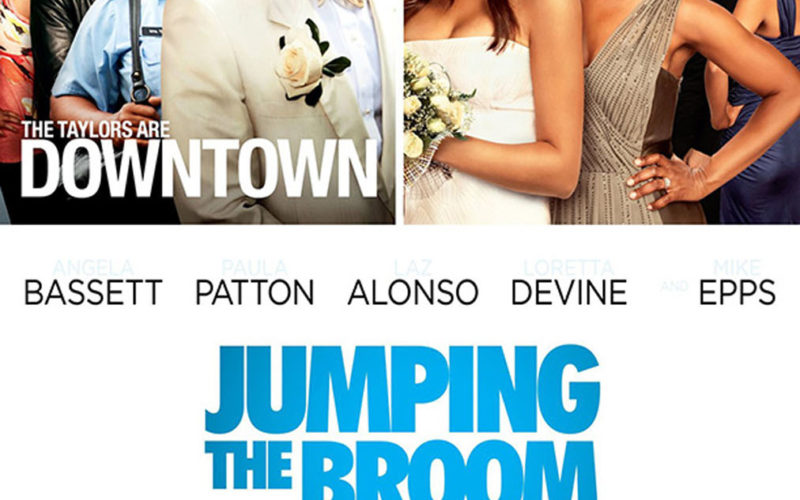 THE TAYLORS ARE
DOWNTOWN
ANGELA PAULA LAZ LORETTA MIKE
BASSETT PATTON ALONSO DEVINE AND EPPS
JUMPING
THE BROOM